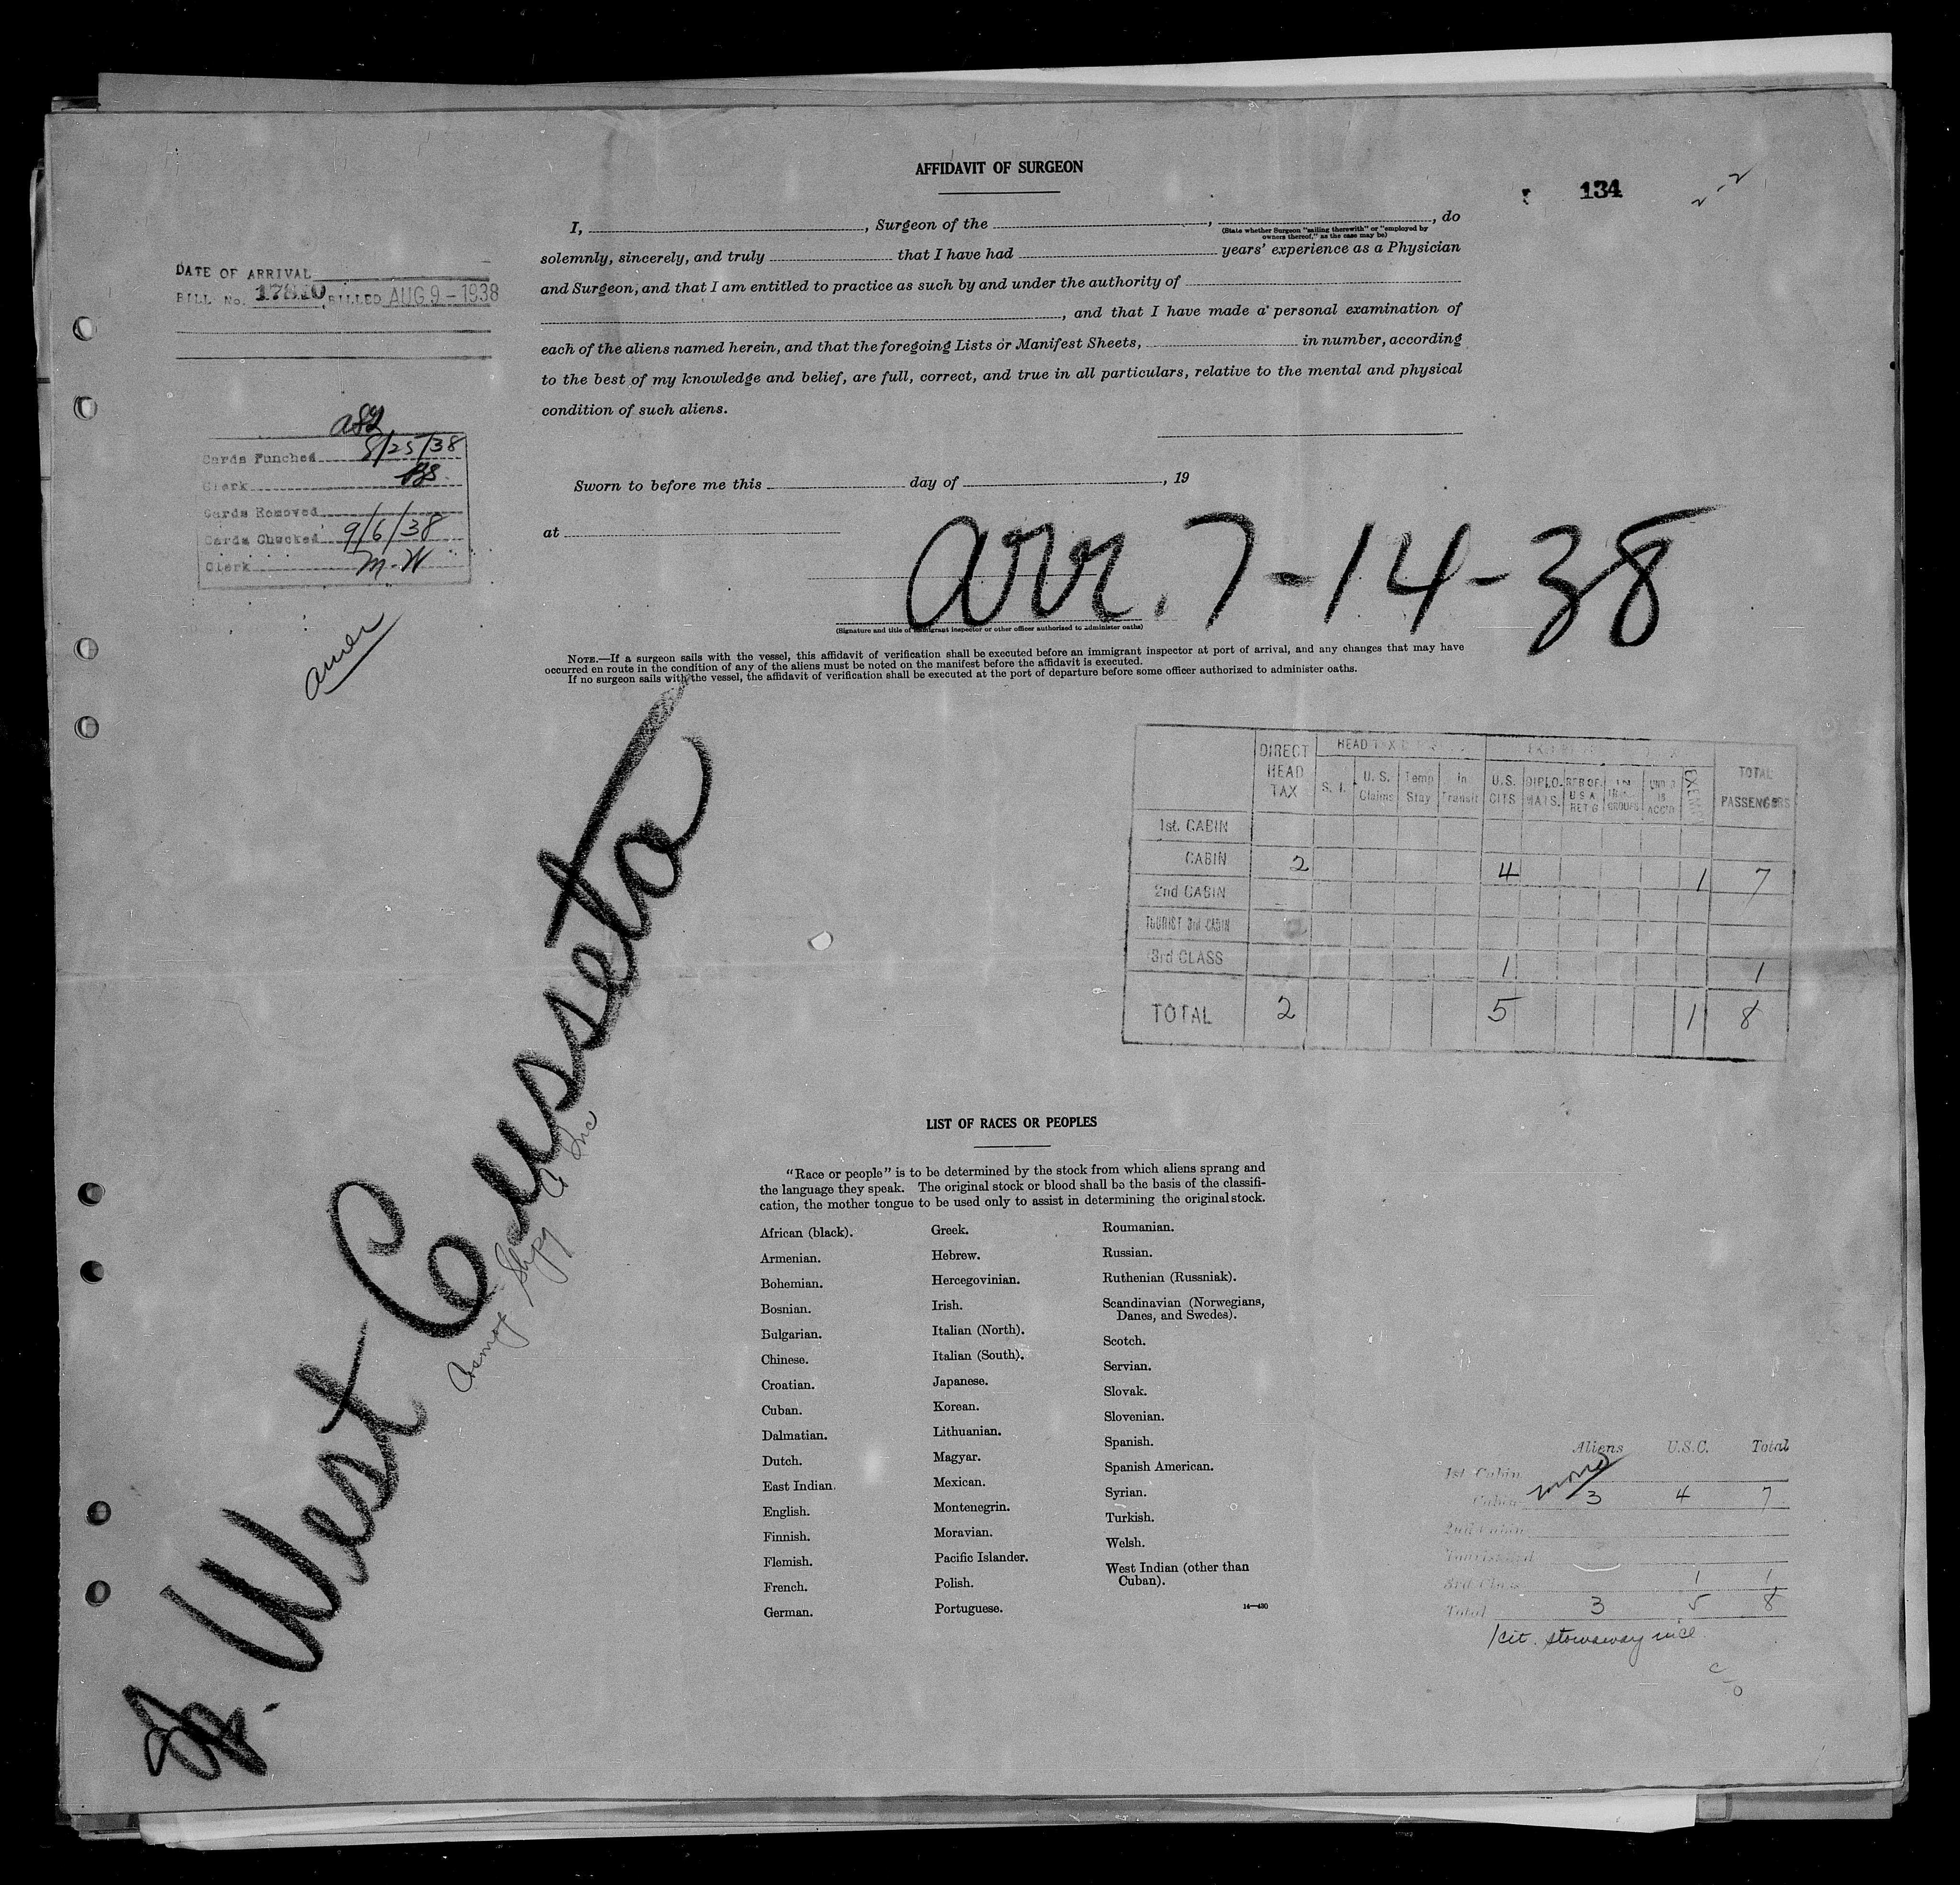 AFFIDAVIT OF SURGEON
134
I, , Surgeon of the , , do
(State whether Surgeon "sailing therewith" or "employed by
owners thereof," as the case may be)
solemnly, sincerely, and truly that I have had years' experience as a Physician
and Surgeon, and that I am entitled to practice as such by and under the authority of
, and that I have made a personal examination of
each of the aliens named herein, and that the foregoing Lists or Manifest Sheets, in number, according
to the best of my knowledge and belief, are full, correct, and true in all particulars, relative to the mental and physical
condition of such aliens.
Sworn to before me this day of , 19
at
DATE OF ARRIVAL
BILL No. 17810 BILLED AUG 9-1938
Cards Punched 8/25/38
Clerk
Cards Removed
Cards Checked 9/6/38
Clerk M-W
amer
arr. 7-14-38
(Signature and title of immigrant inspector or other officer authorized to administer oaths)
NOTE.—If a surgeon sails with the vessel, this affidavit of verification shall be executed before an immigrant inspector at port of arrival, and any changes that may have
occurred en route in the condition of any of the aliens must be noted on the manifest before the affidavit is executed.
If no surgeon sails with the vessel, the affidavit of verification shall be executed at the port of departure before some officer authorized to administer oaths.
West Cusseta
Shpg Co Inc
DIRECT HEAD TAX
HEAD TAX
S. I.
U. S. Claims
Temp Stay
In Transit
U.S. CITS
DIPLO-MATS.
U S A RET G
EXEMPT
TOTAL PASSENGERS
1st. CABIN
CABIN 2 4 1 7
2nd CABIN
TOURIST 3rd CABIN
3rd CLASS 1 1
TOTAL 2 5 1 8
LIST OF RACES OR PEOPLES
"Race or people" is to be determined by the stock from which aliens sprang and
the language they speak. The original stock or blood shall be the basis of the classifi-
cation, the mother tongue to be used only to assist in determining the original stock.
African (black).
Armenian.
Bohemian.
Bosnian.
Bulgarian.
Chinese.
Croatian.
Cuban.
Dalmatian.
Dutch.
East Indian.
English.
Finnish.
Flemish.
French.
German.
Greek.
Hebrew.
Hercegovinian.
Irish.
Italian (North).
Italian (South).
Japanese.
Korean.
Lithuanian.
Magyar.
Mexican.
Montenegrin.
Moravian.
Pacific Islander.
Polish.
Portuguese.
Roumanian.
Russian.
Ruthenian (Russniak).
Scandinavian (Norwegians,
Danes, and Swedes).
Scotch.
Servian.
Slovak.
Slovenian.
Spanish.
Spanish American.
Syrian.
Turkish.
Welsh.
West Indian (other than
Cuban).
14—430
Aliens U.S.C. Total
1st Cabin
Cabin 3 4 7
2nd Cabin
3rd Class 1 1
Total 3 5 8
1 cit. stowaway incl